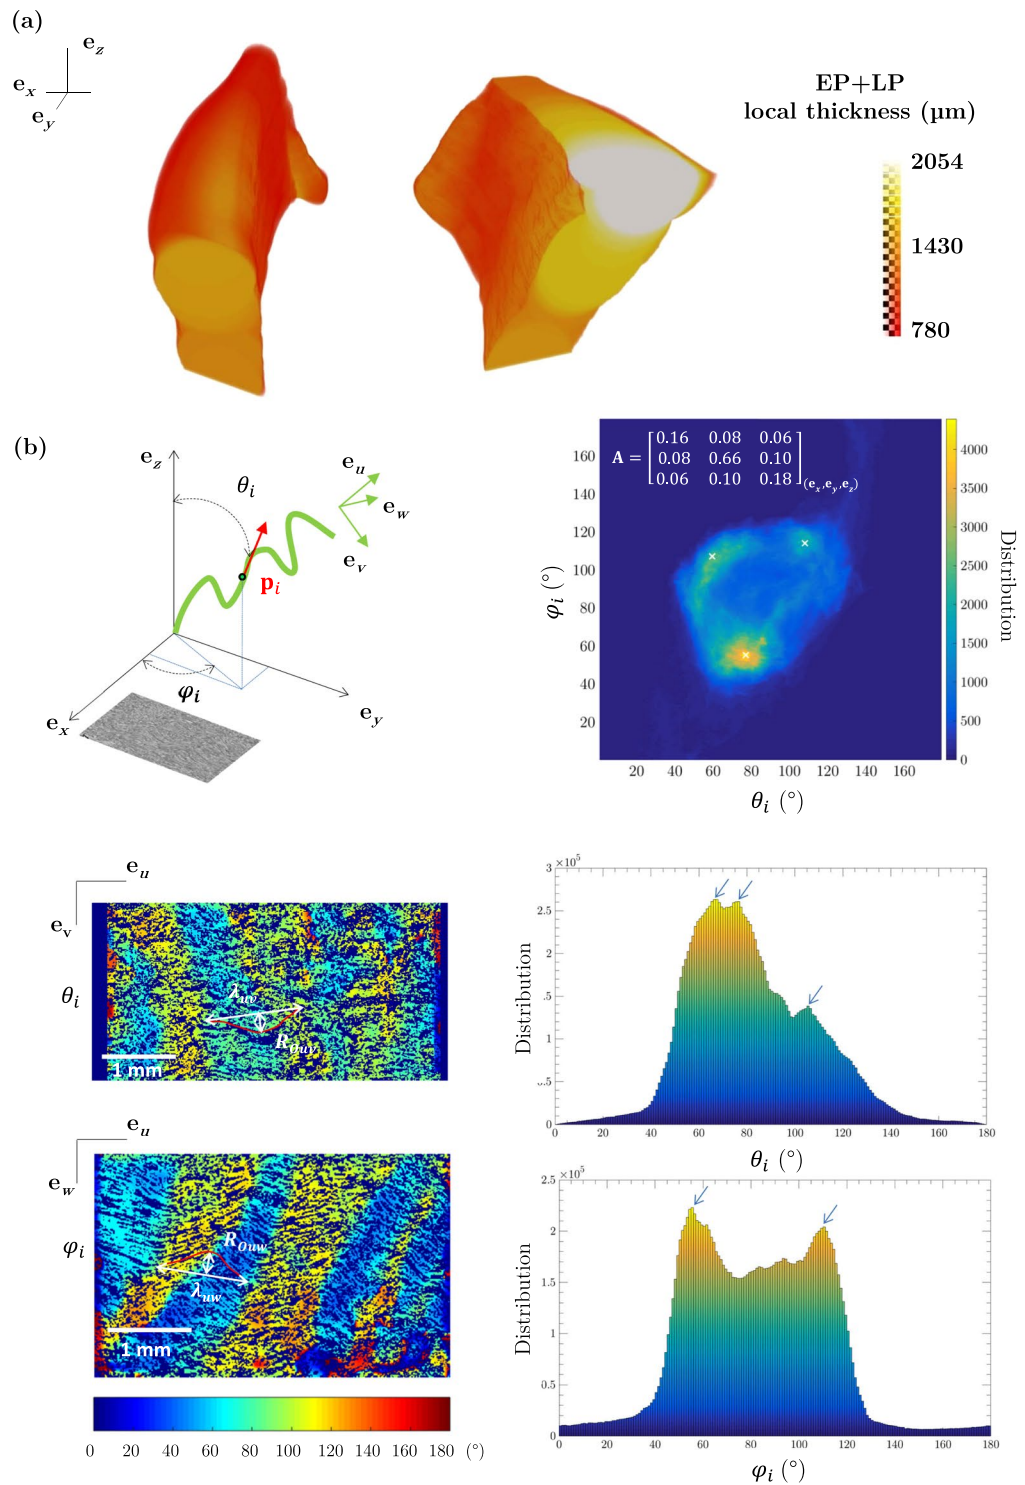 (a)
e_z
e_x
e_y
EP+LP
local thickness (µm)
2054
1430
780
(b)
e_z
θ_i
e_u
e_w
e_v
p_i
φ_i
e_x
e_y
A = [0.16 0.08 0.06
0.08 0.66 0.10
0.06 0.10 0.18](e_x,e_y,e_z)
160
140
120
100
80
60
40
20
φ_i (°)
20 40 60 80 100 120 140 160
θ_i (°)
4000
3500
3000
2500
2000
1500
1000
500
0
Distribution
e_u
e_v
θ_i
λ_uv
R_0uv
1 mm
e_u
e_w
φ_i
R_0uw
λ_uw
1 mm
0 20 40 60 80 100 120 140 160 180 (°)
×10⁵
3
2.5
2
.5
1
).5
0
Distribution
0 20 40 60 80 100 120 140 160 180
θ_i (°)
×10⁵
2.5
2
1.5
1
0.5
0
Distribution
0 20 40 60 80 100 120 140 160 180
φ_i (°)